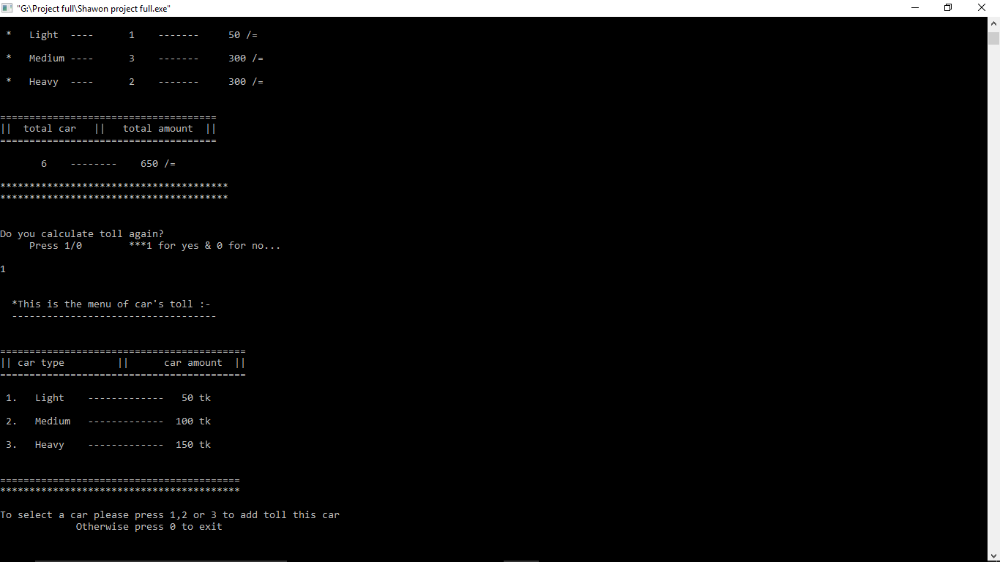 "G:\Project full\Shawon project full.exe"
* Light ---- 1 ------- 50 /=
* Medium ---- 3 ------- 300 /=
* Heavy ---- 2 ------- 300 /=
=====================================
|| total car || total amount ||
=====================================
6 -------- 650 /=
***************************************
***************************************
Do you calculate toll again?
Press 1/0 ***1 for yes & 0 for no...
1
*This is the menu of car's toll :-
-----------------------------------
==========================================
|| car type || car amount ||
==========================================
1. Light ------------- 50 tk
2. Medium ------------- 100 tk
3. Heavy ------------- 150 tk
=========================================
*****************************************
To select a car please press 1,2 or 3 to add toll this car
Otherwise press 0 to exit